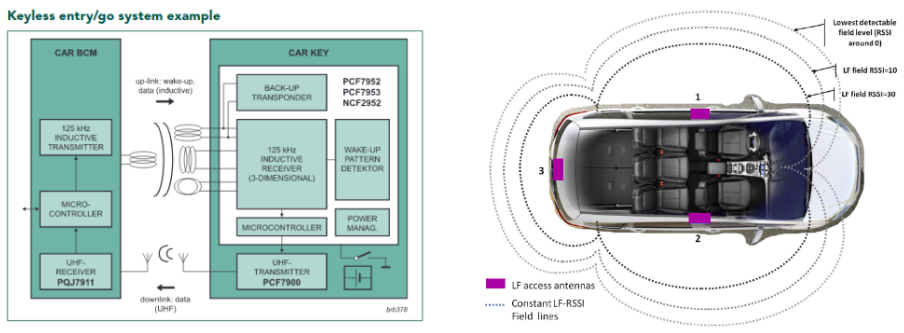 Keyless entry/go system example
CAR BCM
CAR KEY
up-link: wake-up,
data (inductive)
BACK-UP
TRANSPONDER
PCF7952
PCF7953
NCF2952
125 kHz
INDUCTIVE
TRANSMITTER
125 kHz
INDUCTIVE
RECEIVER
(3-DIMENSIONAL)
WAKE-UP
PATTERN
DETEKTOR
MICRO-
CONTROLLER
MICROCONTROLLER
POWER
MANAG.
UHF-
RECEIVER
PQJ7911
UHF-
TRANSMITTER
PCF7900
downlink: data
(UHF)
brb378
Lowest detectable
field level (RSSI
around 0)
LF field RSSI=10
LF field RSSI=30
1
3
2
LF access antennas
Constant LF-RSSI
Field lines